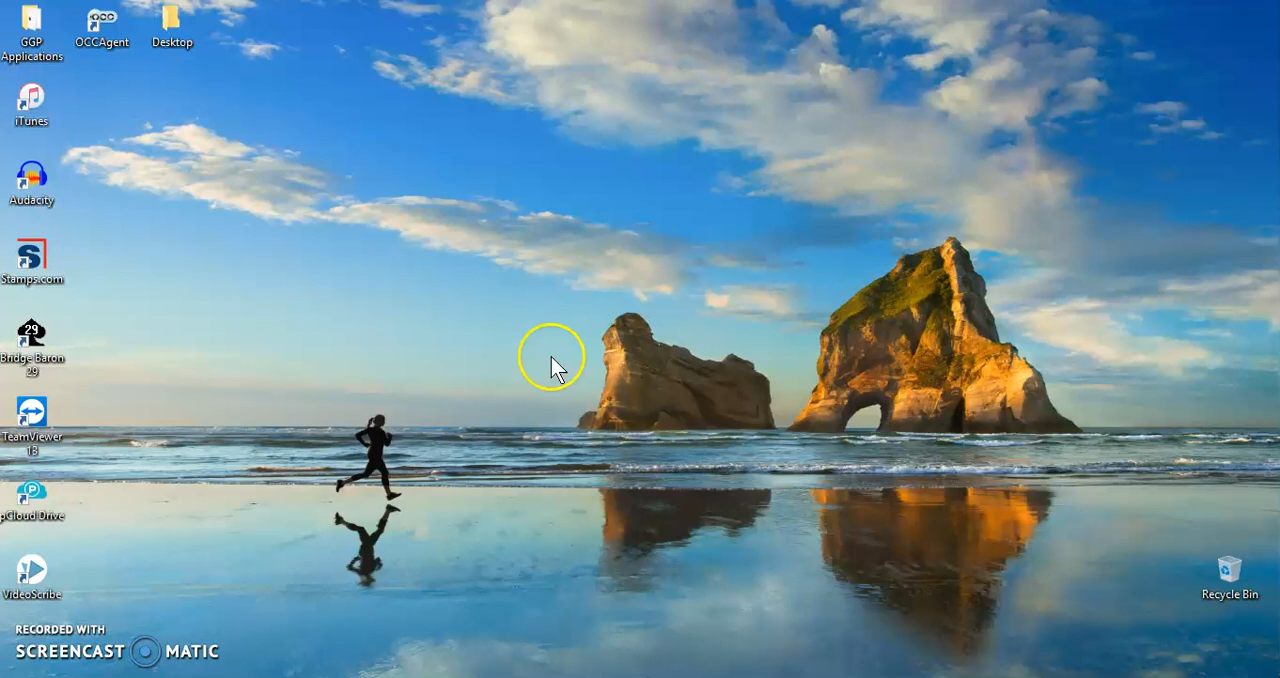 GGP
Applications
OCCAgent
Desktop
iTunes
Audacity
Stamps.com
29
Bridge Baron
29
TeamViewer
13
pCloud Drive
VideoScribe
Recycle Bin
RECORDED WITH
SCREENCAST MATIC